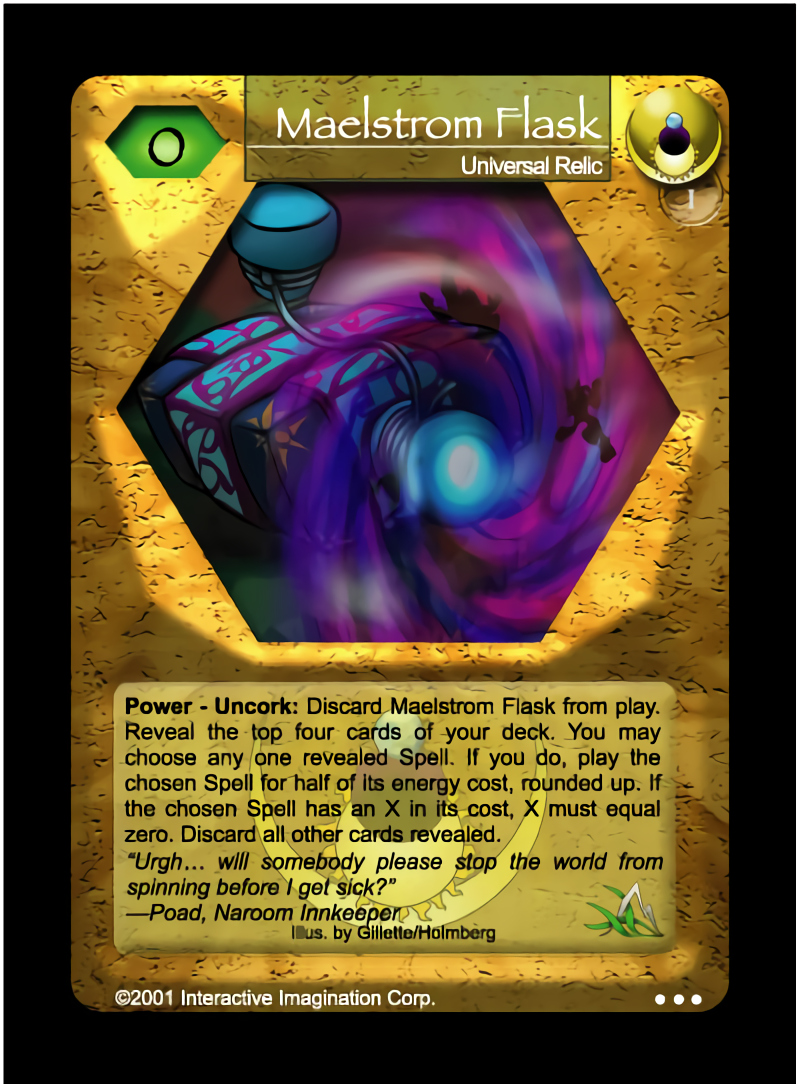 0
Maelstrom Flask
Universal Relic
1
Power - Uncork: Discard Maelstrom Flask from play.
Reveal the top four cards of your deck. You may
choose any one revealed Spell. If you do, play the
chosen Spell for half of its energy cost, rounded up. If
the chosen Spell has an X in its cost, X must equal
zero. Discard all other cards revealed.
“Urgh... will somebody please stop the world from
spinning before I get sick?”
—Poad, Naroom Innkeeper
Illus. by Gillette/Holmberg
©2001 Interactive Imagination Corp.